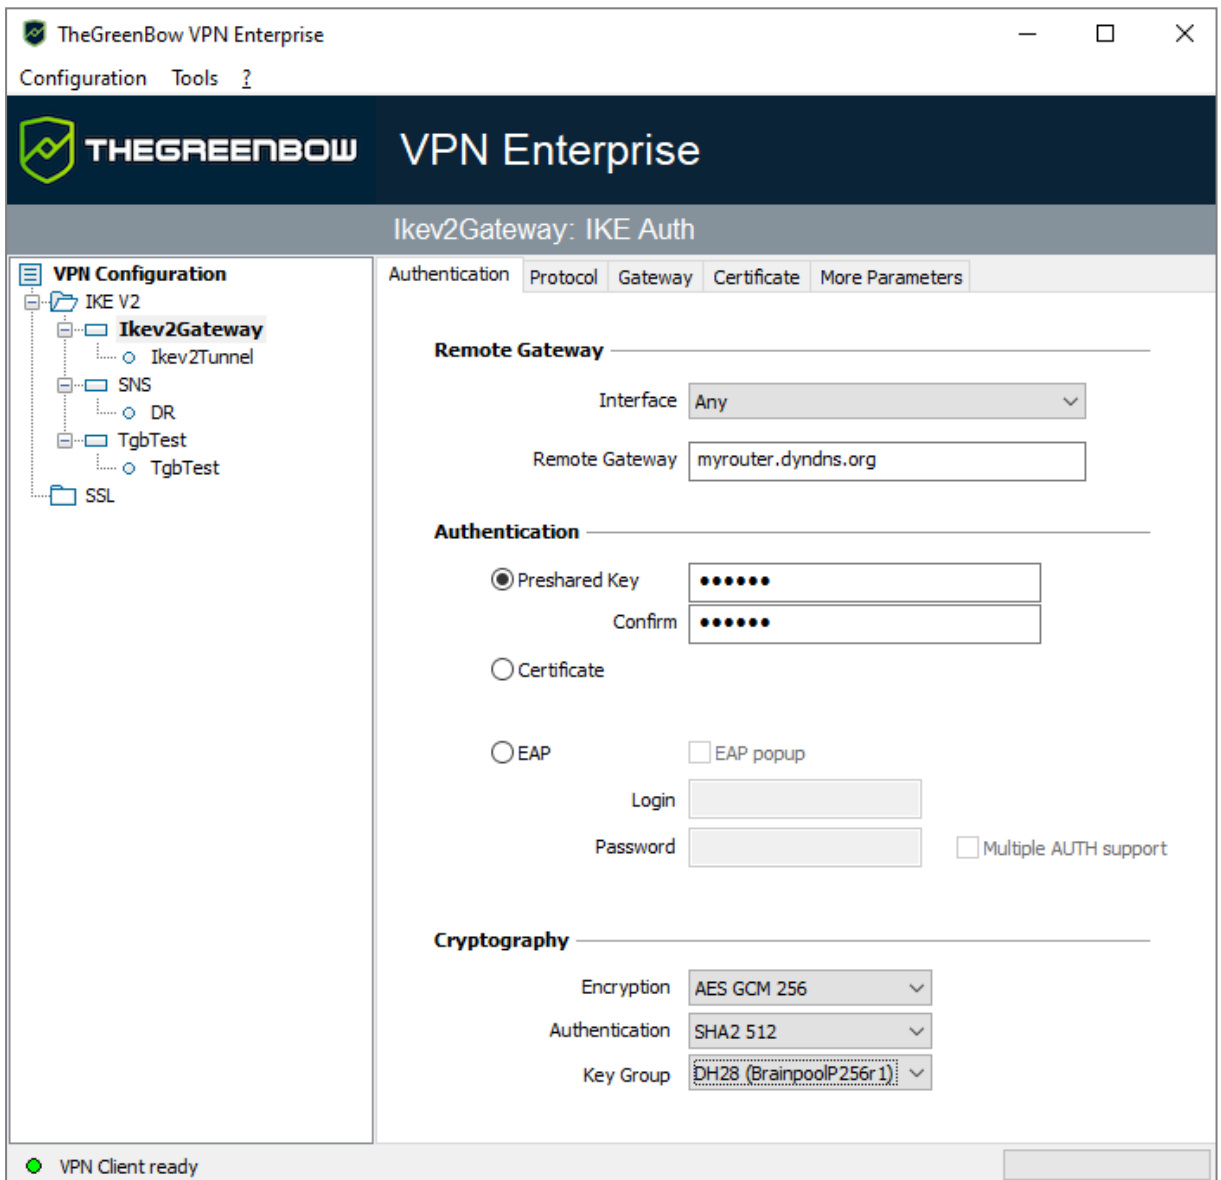 TheGreenBow VPN Enterprise
Configuration Tools ?
THEGREENBOW VPN Enterprise
Ikev2Gateway: IKE Auth
VPN Configuration
IKE V2
Ikev2Gateway
Ikev2Tunnel
SNS
DR
TgbTest
TgbTest
SSL
Authentication Protocol Gateway Certificate More Parameters
Remote Gateway
Interface Any
Remote Gateway myrouter.dyndns.org
Authentication
Preshared Key ••••••
Confirm ••••••
Certificate
EAP EAP popup
Login
Password Multiple AUTH support
Cryptography
Encryption AES GCM 256
Authentication SHA2 512
Key Group DH28 (BrainpoolP256r1)
VPN Client ready